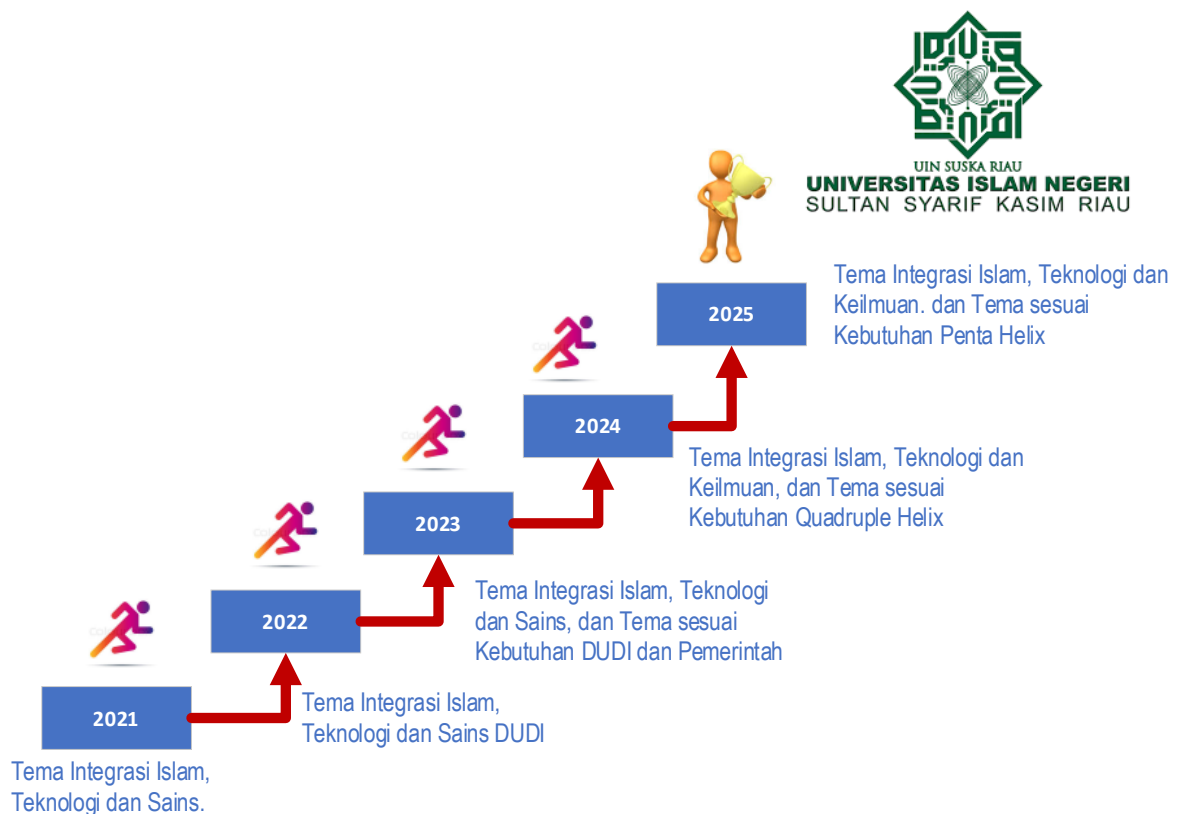 UIN SUSKA RIAU
UNIVERSITAS ISLAM NEGERI
SULTAN SYARIF KASIM RIAU
2025
Tema Integrasi Islam, Teknologi dan
Keilmuan. dan Tema sesuai
Kebutuhan Penta Helix
2024
Tema Integrasi Islam, Teknologi dan
Keilmuan, dan Tema sesuai
Kebutuhan Quadruple Helix
2023
Tema Integrasi Islam, Teknologi
dan Sains, dan Tema sesuai
Kebutuhan DUDI dan Pemerintah
2022
Tema Integrasi Islam,
Teknologi dan Sains DUDI
2021
Tema Integrasi Islam,
Teknologi dan Sains.